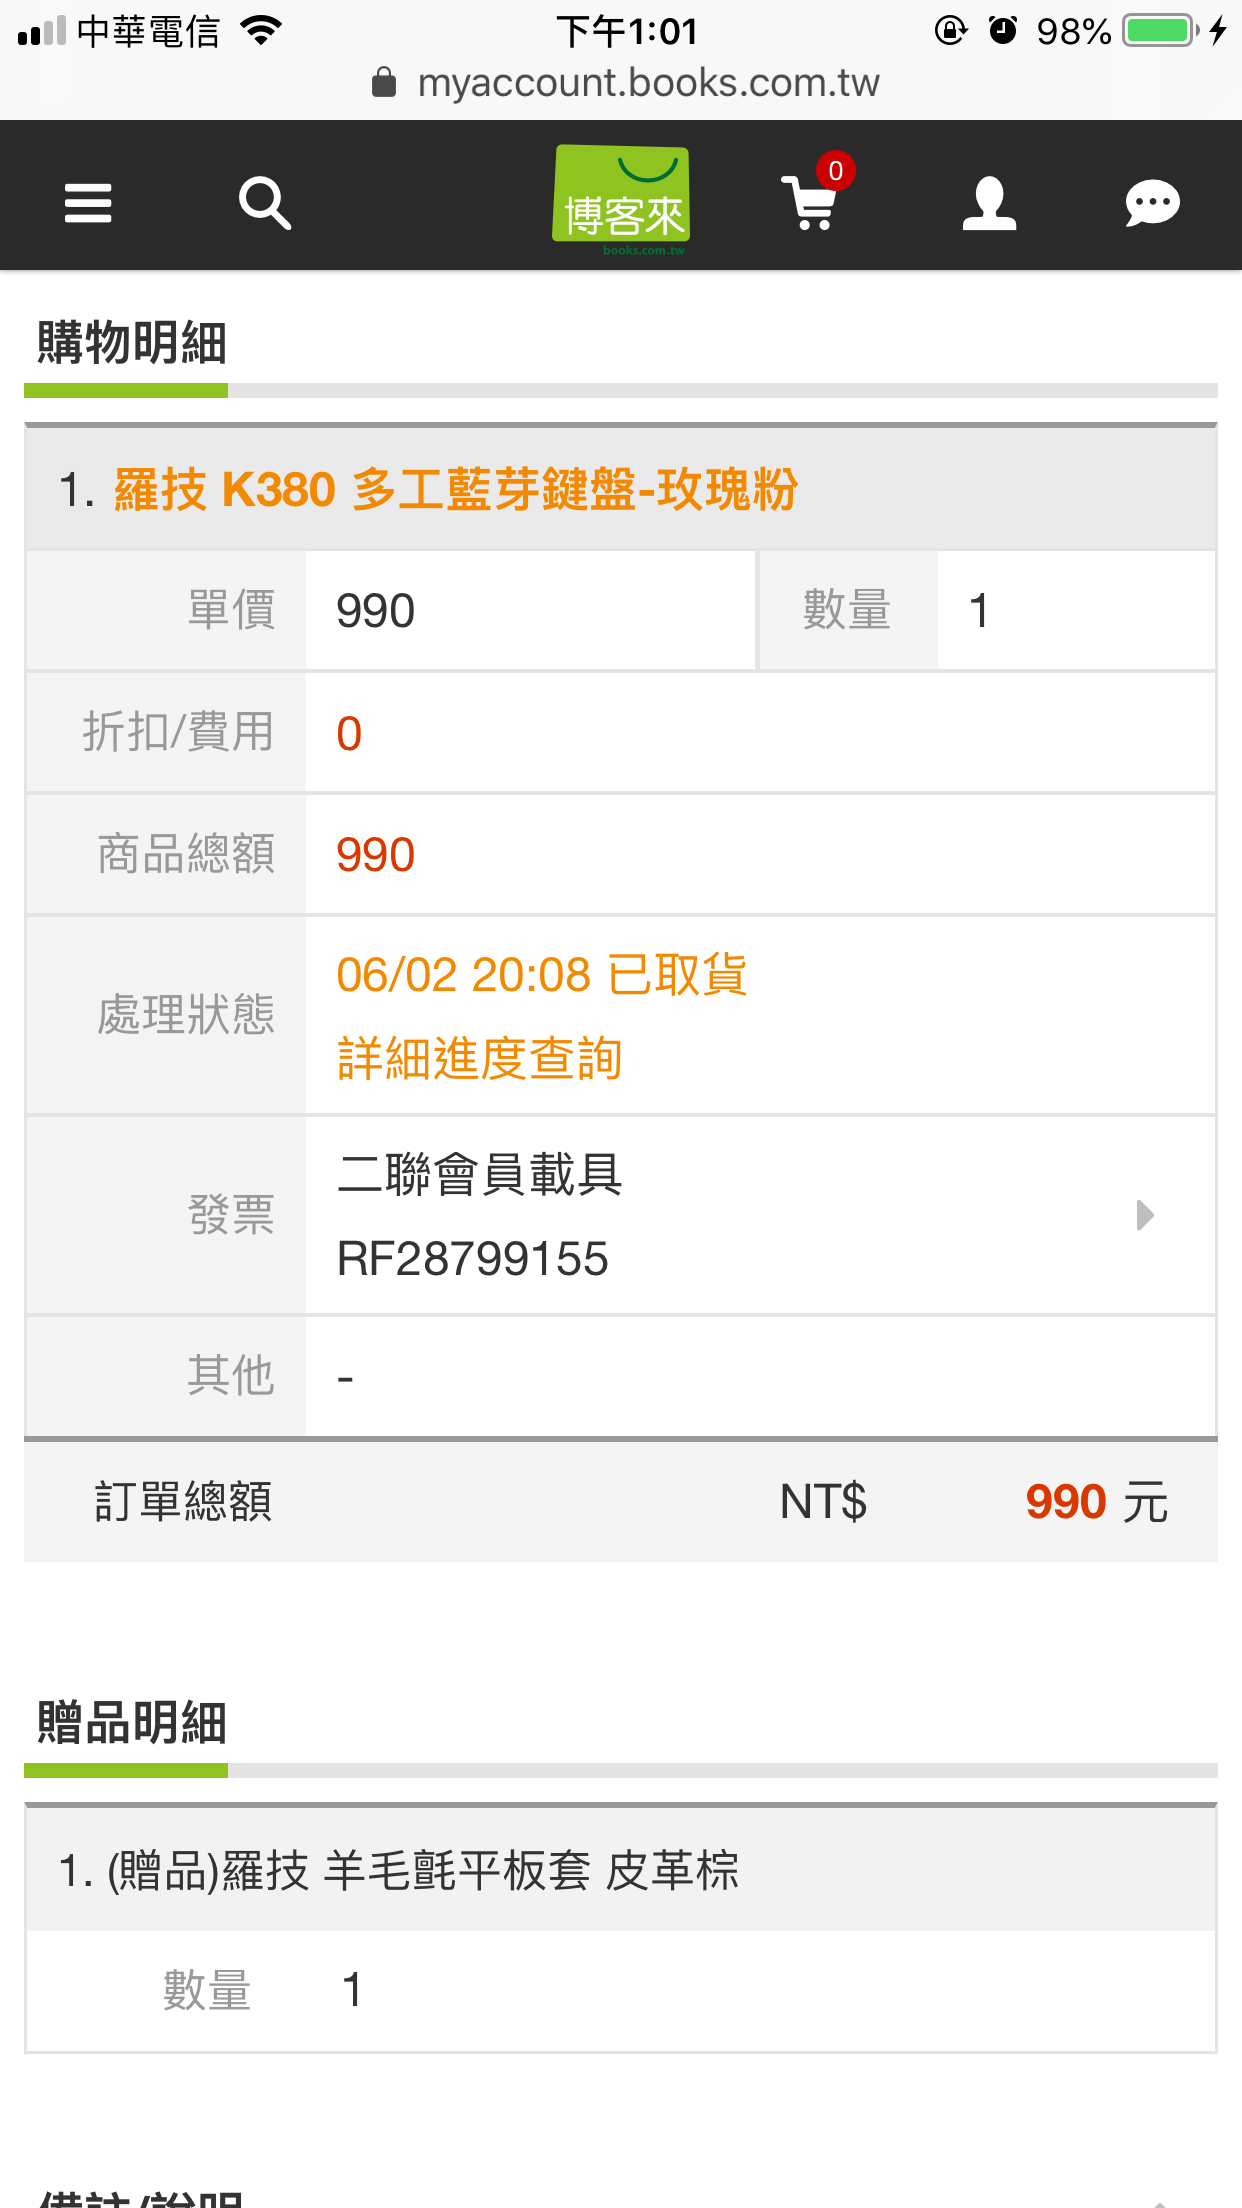 中華電信 下午1:01 98%
myaccount.books.com.tw
博客來 0
books.com.tw
購物明細
1. 羅技 K380 多工藍芽鍵盤-玫瑰粉
單價 990 數量 1
折扣/費用 0
商品總額 990
處理狀態 06/02 20:08 已取貨
詳細進度查詢
發票 二聯會員載具
RF28799155
其他 -
訂單總額 NT$ 990 元
贈品明細
1. (贈品)羅技 羊毛氈平板套 皮革棕
數量 1
備註/說明